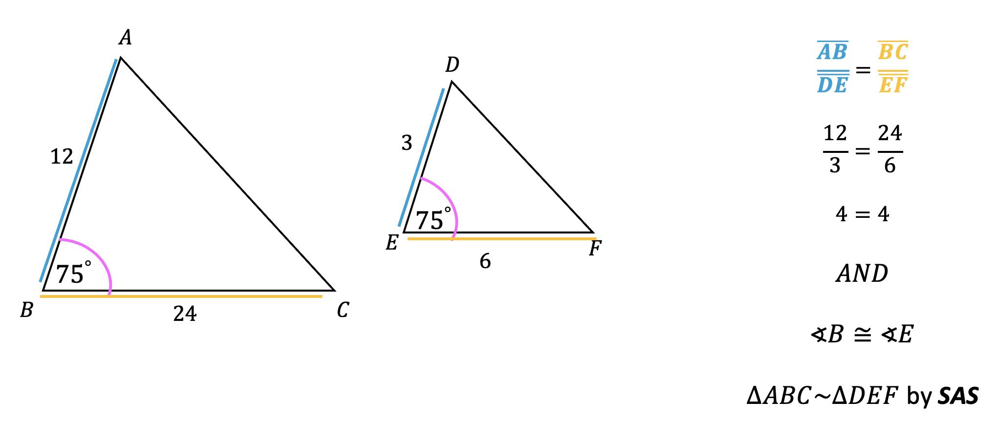 A
12
75°
B
24
C
D
3
75°
E
6
F
AB/DE = BC/EF
12/3 = 24/6
4 = 4
AND
∢B ≅ ∢E
ΔABC~ΔDEF by SAS